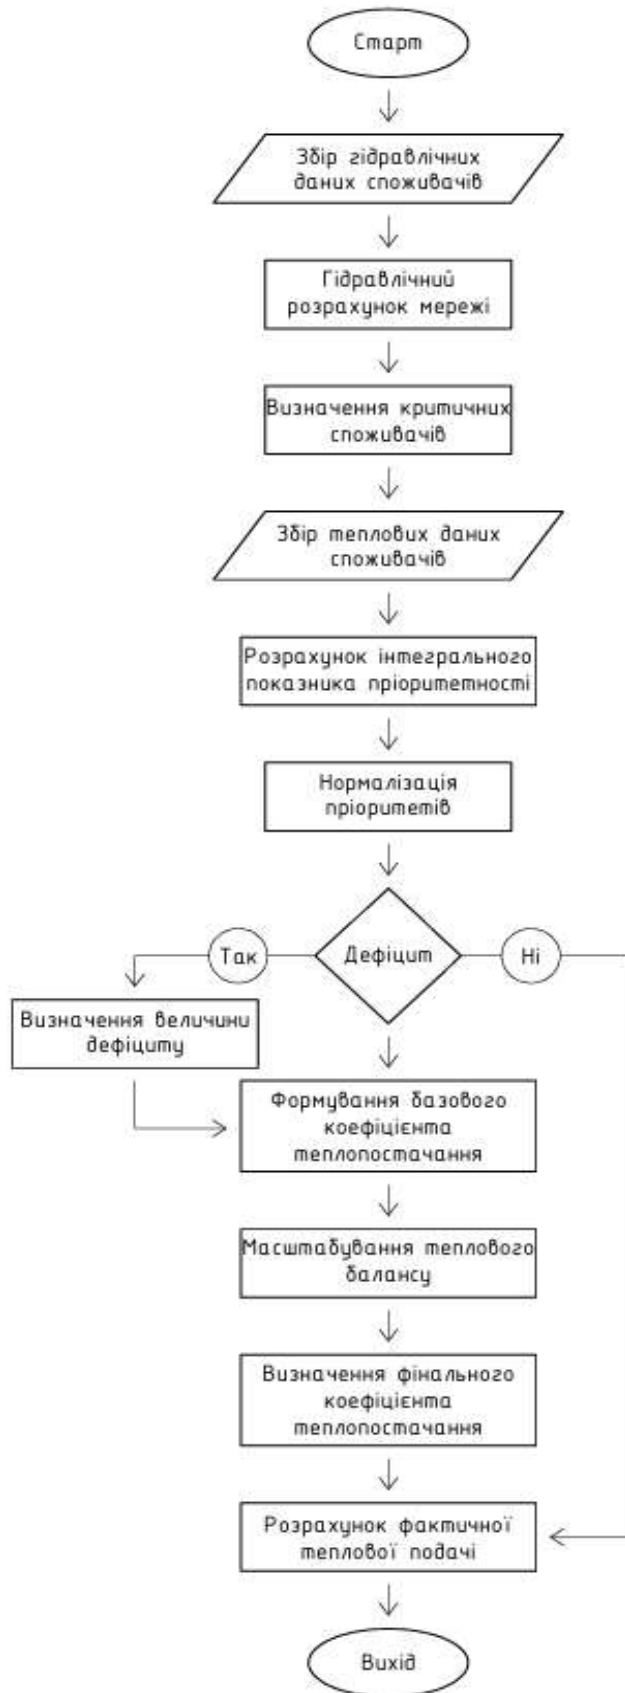 Старт
Збір гідравлічних
даних споживачів
Гідравлічний
розрахунок мережі
Визначення критичних
споживачів
Збір теплових даних
споживачів
Розрахунок інтегрального
показника пріоритетності
Нормалізація
пріоритетів
Так
Дефіцит
Ні
Визначення величини
дефіциту
Формування базового
коефіцієнта
теплопостачання
Масштабування теплового
балансу
Визначення фінального
коефіцієнта
теплопостачання
Розрахунок фактичної
теплової подачі
Вихід